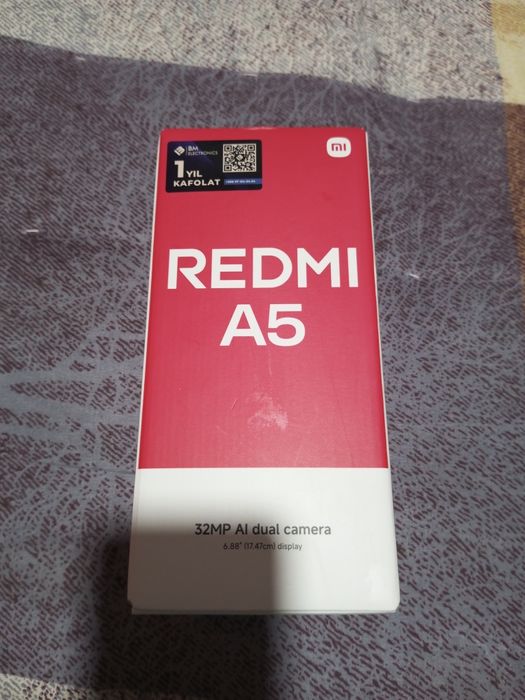 BM
ELECTRONICS
1 YIL
KAFOLAT
mi
REDMI
A5
32MP AI dual camera
6.88" (17.47cm) display